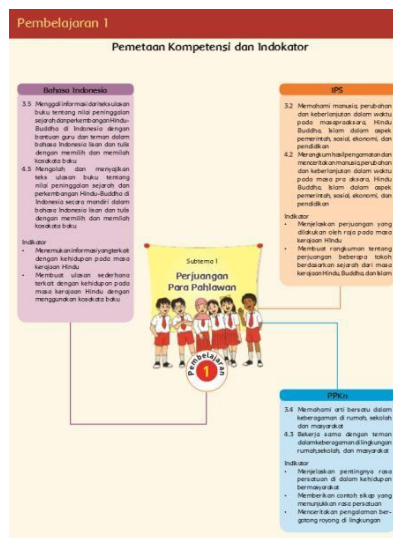 Pembelajaran 1
Pemetaan Kompetensi dan Indokator
Bahasa Indonesia
3.5 Menggali informasi dari teks ulasan
buku tentang nilai peninggalan
sejarah dan perkembangan Hindu-
Buddha di Indonesia dengan
bantuan guru dan teman dalam
bahasa Indonesia lisan dan tulis
dengan memilih dan memilah
kosakata baku
4.5 Mengolah dan menyajikan
teks ulasan buku tentang
nilai peninggalan sejarah dan
perkembangan Hindu-Buddha di
Indonesia secara mandiri dalam
bahasa Indonesia lisan dan tulis
dengan memilih dan memilah
kosakata baku
Indikator
• Menemukan informasi yang terkait
dengan kehidupan pada masa
kerajaan Hindu
• Membuat ulasan sederhana
terkait dengan kehidupan pada
masa kerajaan Hindu dengan
menggunakan kosakata baku
IPS
3.2 Memahami manusia, perubahan
dan keberlanjutan dalam waktu
pada masa praaksara, Hindu
Buddha, Islam dalam aspek
pemerintah, sosial, ekonomi, dan
pendidikan
4.2 Merangkum hasil pengamatan dan
menceritakan manusia, perubahan
dan keberlanjutan dalam waktu
pada masa pra aksara, Hindu
Buddha, Islam dalam aspek
pemerintah, sosial, ekonomi, dan
pendidikan
Indikator
• Menjelaskan perjuangan yang
dilakukan oleh raja pada masa
kerajaan Hindu
• Membuat rangkuman tentang
perjuangan beberapa tokoh
berdasarkan sejarah dari masa
kerajaan Hindu, Buddha, dan Islam
Subtema 1
Perjuangan
Para Pahlawan
Pembelajaran
1
PPKn
3.4 Memahami arti bersatu dalam
keberagaman di rumah, sekolah
dan masyarakat
4.3 Bekerja sama dengan teman
dalam keberagaman di lingkungan
rumah, sekolah, dan masyarakat
Indikator
• Menjelaskan pentingnya rasa
persatuan di dalam kehidupan
bermasyarakat
• Memberikan contoh sikap yang
menunjukkan rasa persatuan
• Menceritakan pengalaman ber-
gotong royong di lingkungan